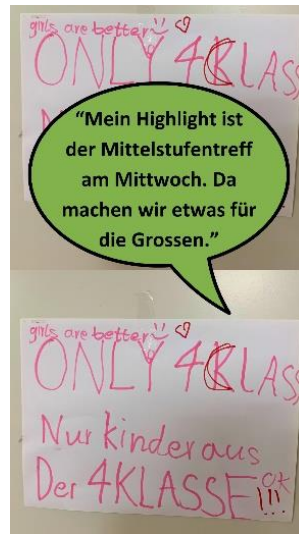 girls are better
ONLY 4KLASS
“Mein Highlight ist
der Mittelstufentreff
am Mittwoch. Da
machen wir etwas für
die Grossen.”
girls are better
ONLY 4KLAS
Nur kinder aus
Der 4KLASSE OK
!!!